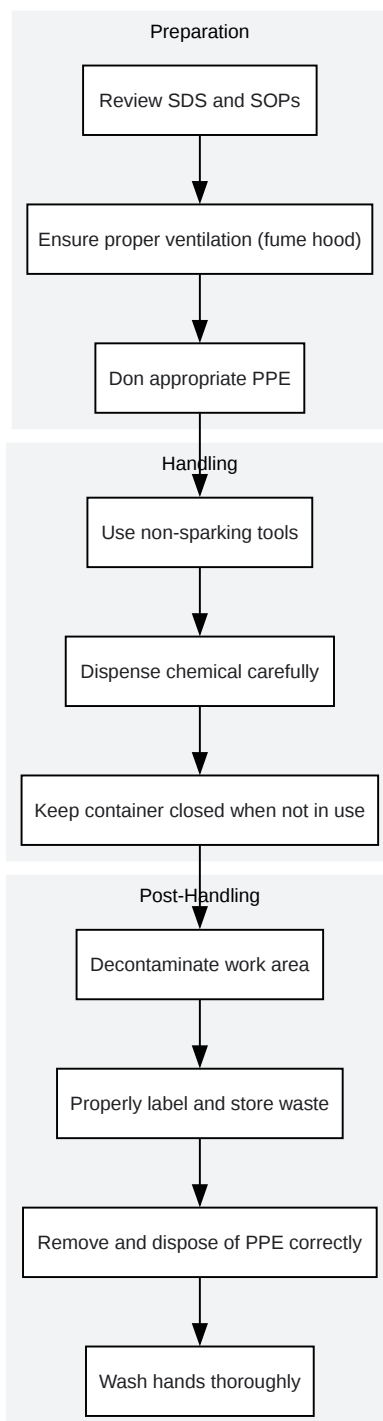 Preparation
Review SDS and SOPs
Ensure proper ventilation (fume hood)
Don appropriate PPE
Handling
Use non-sparking tools
Dispense chemical carefully
Keep container closed when not in use
Post-Handling
Decontaminate work area
Properly label and store waste
Remove and dispose of PPE correctly
Wash hands thoroughly